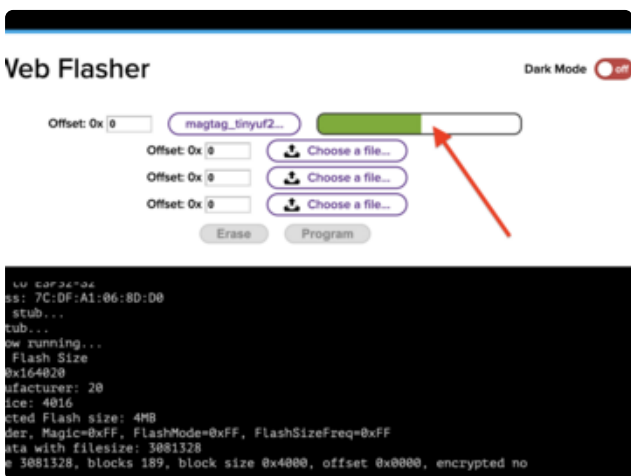 Web Flasher
Dark Mode off
Offset: 0x 0 magtag_tinyuf2...
Offset: 0x 0 Choose a file...
Offset: 0x 0 Choose a file...
Offset: 0x 0 Choose a file...
Erase Program
to ESP32-S2
ss: 7C:DF:A1:06:8D:D0
stub...
tub...
ow running...
Flash Size
0x164020
ufacturer: 20
ice: 4016
cted Flash size: 4MB
der, Magic=0xFF, FlashMode=0xFF, FlashSizeFreq=0xFF
ata with filesize: 3081328
e 3081328, blocks 189, block size 0x4000, offset 0x0000, encrypted no